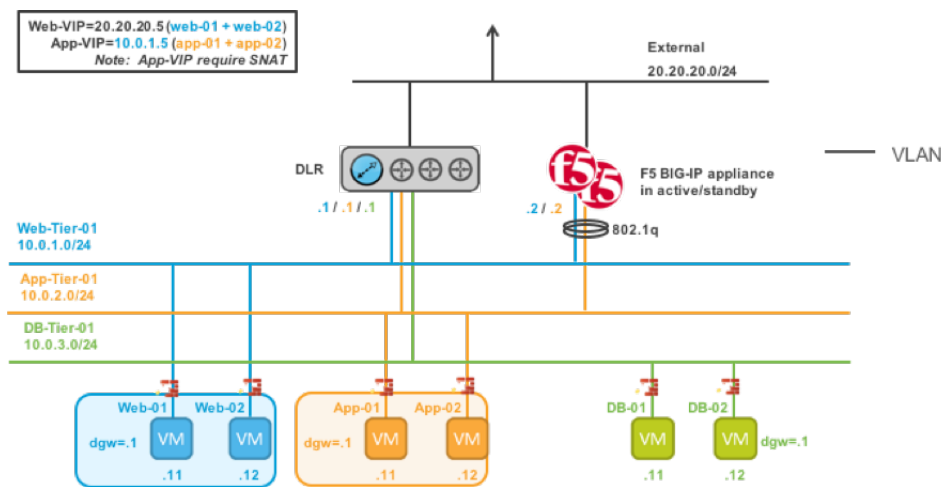 Web-VIP=20.20.20.5 (web-01 + web-02)
App-VIP=10.0.1.5 (app-01 + app-02)
Note: App-VIP require SNAT
External
20.20.20.0/24
VLAN
DLR
f5
f5
F5 BIG-IP appliance
in active/standby
.1 / .1 / .1
.2 / .2
802.1q
Web-Tier-01
10.0.1.0/24
App-Tier-01
10.0.2.0/24
DB-Tier-01
10.0.3.0/24
Web-01 Web-02
App-01 App-02
DB-01 DB-02
dgw=.1 VM VM
dgw=.1 VM VM
VM VM dgw=.1
.11 .12
.11 .12
.11 .12